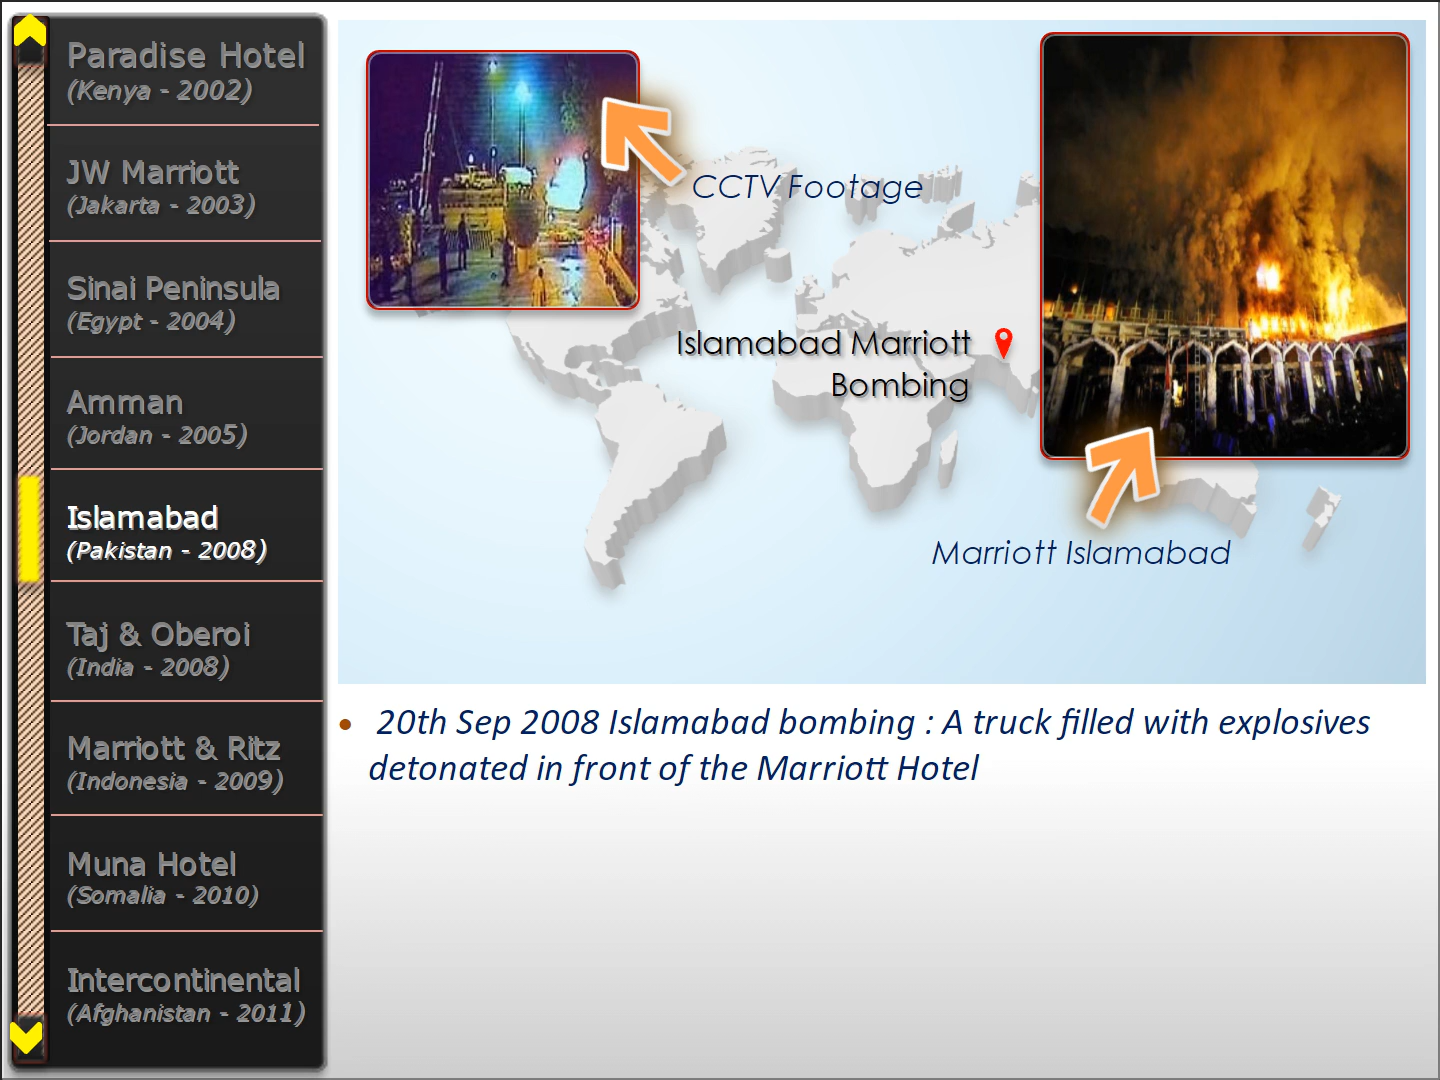 Paradise Hotel
(Kenya - 2002)
JW Marriott
(Jakarta - 2003)
Sinai Peninsula
(Egypt - 2004)
Amman
(Jordan - 2005)
Islamabad
(Pakistan - 2008)
Taj & Oberoi
(India - 2008)
Marriott & Ritz
(Indonesia - 2009)
Muna Hotel
(Somalia - 2010)
Intercontinental
(Afghanistan - 2011)
CCTV Footage
Islamabad Marriott
Bombing
Marriott Islamabad
• 20th Sep 2008 Islamabad bombing : A truck filled with explosives
detonated in front of the Marriott Hotel